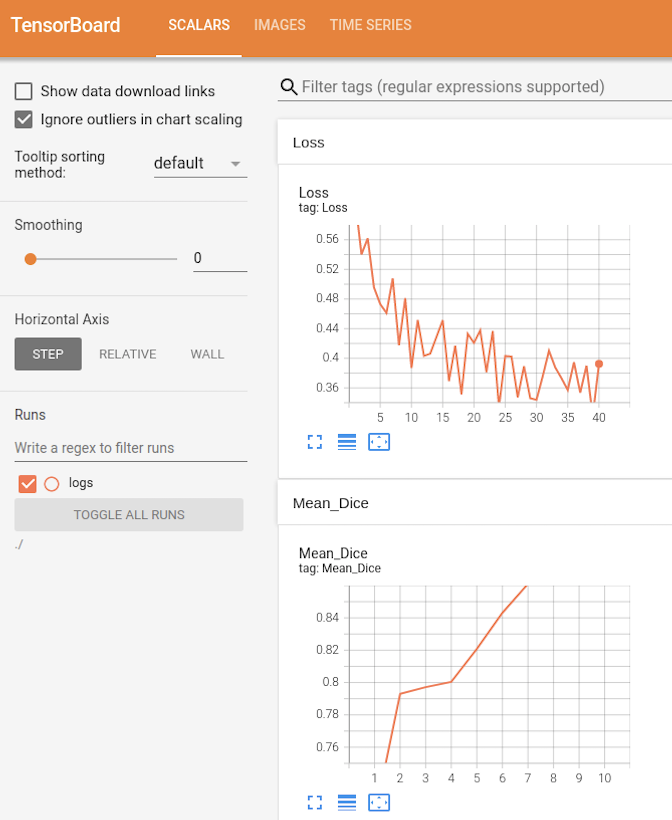 TensorBoard SCALARS IMAGES TIME SERIES
Show data download links
Ignore outliers in chart scaling
Tooltip sorting
method:
default
Smoothing
0
Horizontal Axis
STEP RELATIVE WALL
Runs
Write a regex to filter runs
logs
TOGGLE ALL RUNS
./
Filter tags (regular expressions supported)
Loss
Loss
tag: Loss
0.56
0.52
0.48
0.44
0.4
0.36
5 10 15 20 25 30 35 40
Mean_Dice
Mean_Dice
tag: Mean_Dice
0.84
0.82
0.8
0.78
0.76
1 2 3 4 5 6 7 8 9 10